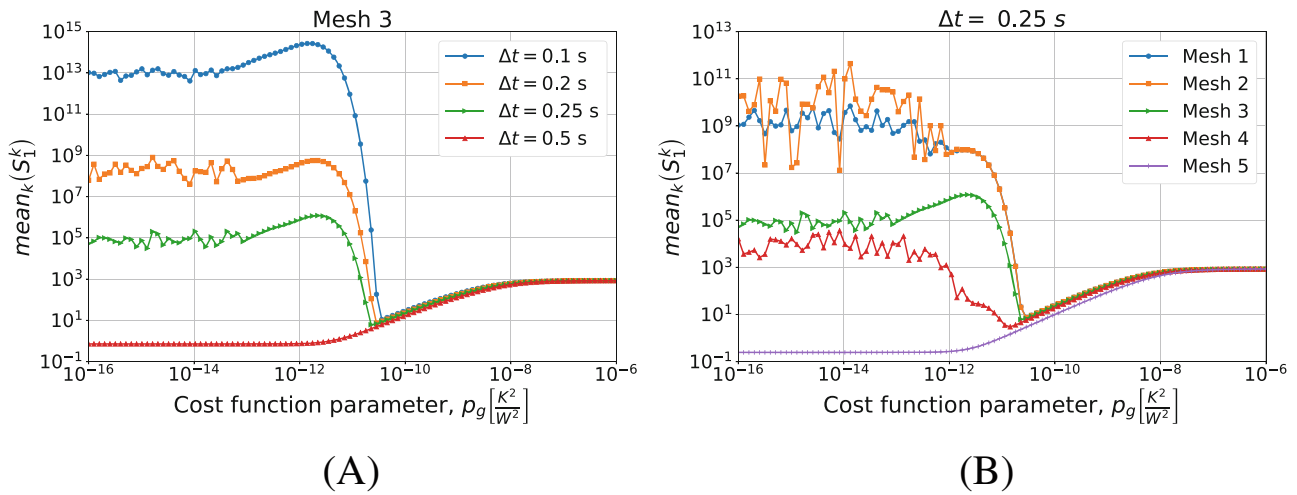 Mesh 3
10^15
10^13
10^11
10^9
10^7
10^5
10^3
10^1
10^-1
mean_k(S_1^k)
Δt = 0.1 s
Δt = 0.2 s
Δt = 0.25 s
Δt = 0.5 s
10^-16 10^-14 10^-12 10^-10 10^-8 10^-6
Cost function parameter, p_g[K^2/W^2]
(A)
Δt = 0.25 s
10^13
10^11
10^9
10^7
10^5
10^3
10^1
10^-1
mean_k(S_1^k)
Mesh 1
Mesh 2
Mesh 3
Mesh 4
Mesh 5
10^-16 10^-14 10^-12 10^-10 10^-8 10^-6
Cost function parameter, p_g[K^2/W^2]
(B)